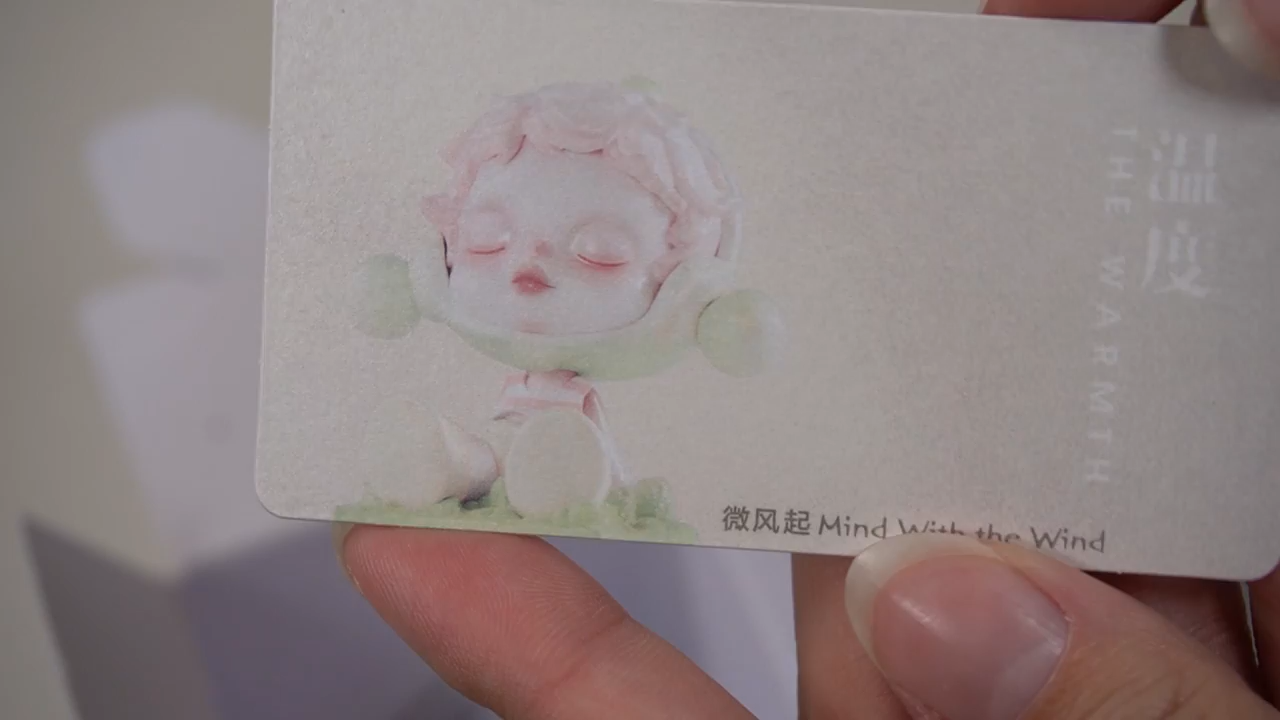 温度
THE WARMTH
微风起 Mind With the Wind